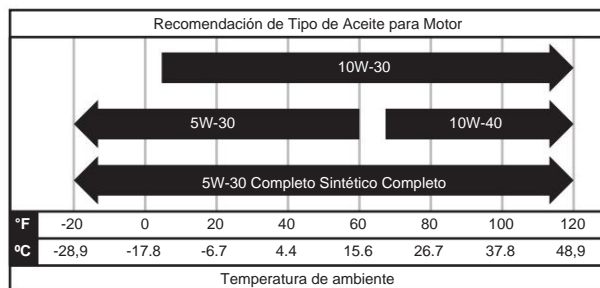 Recomendación de Tipo de Aceite para Motor
10W-30
5W-30 10W-40
5W-30 Completo Sintético Completo
°F -20 0 20 40 60 80 100 120
ºC -28,9 -17.8 -6.7 4.4 15.6 26.7 37.8 48,9
Temperatura de ambiente